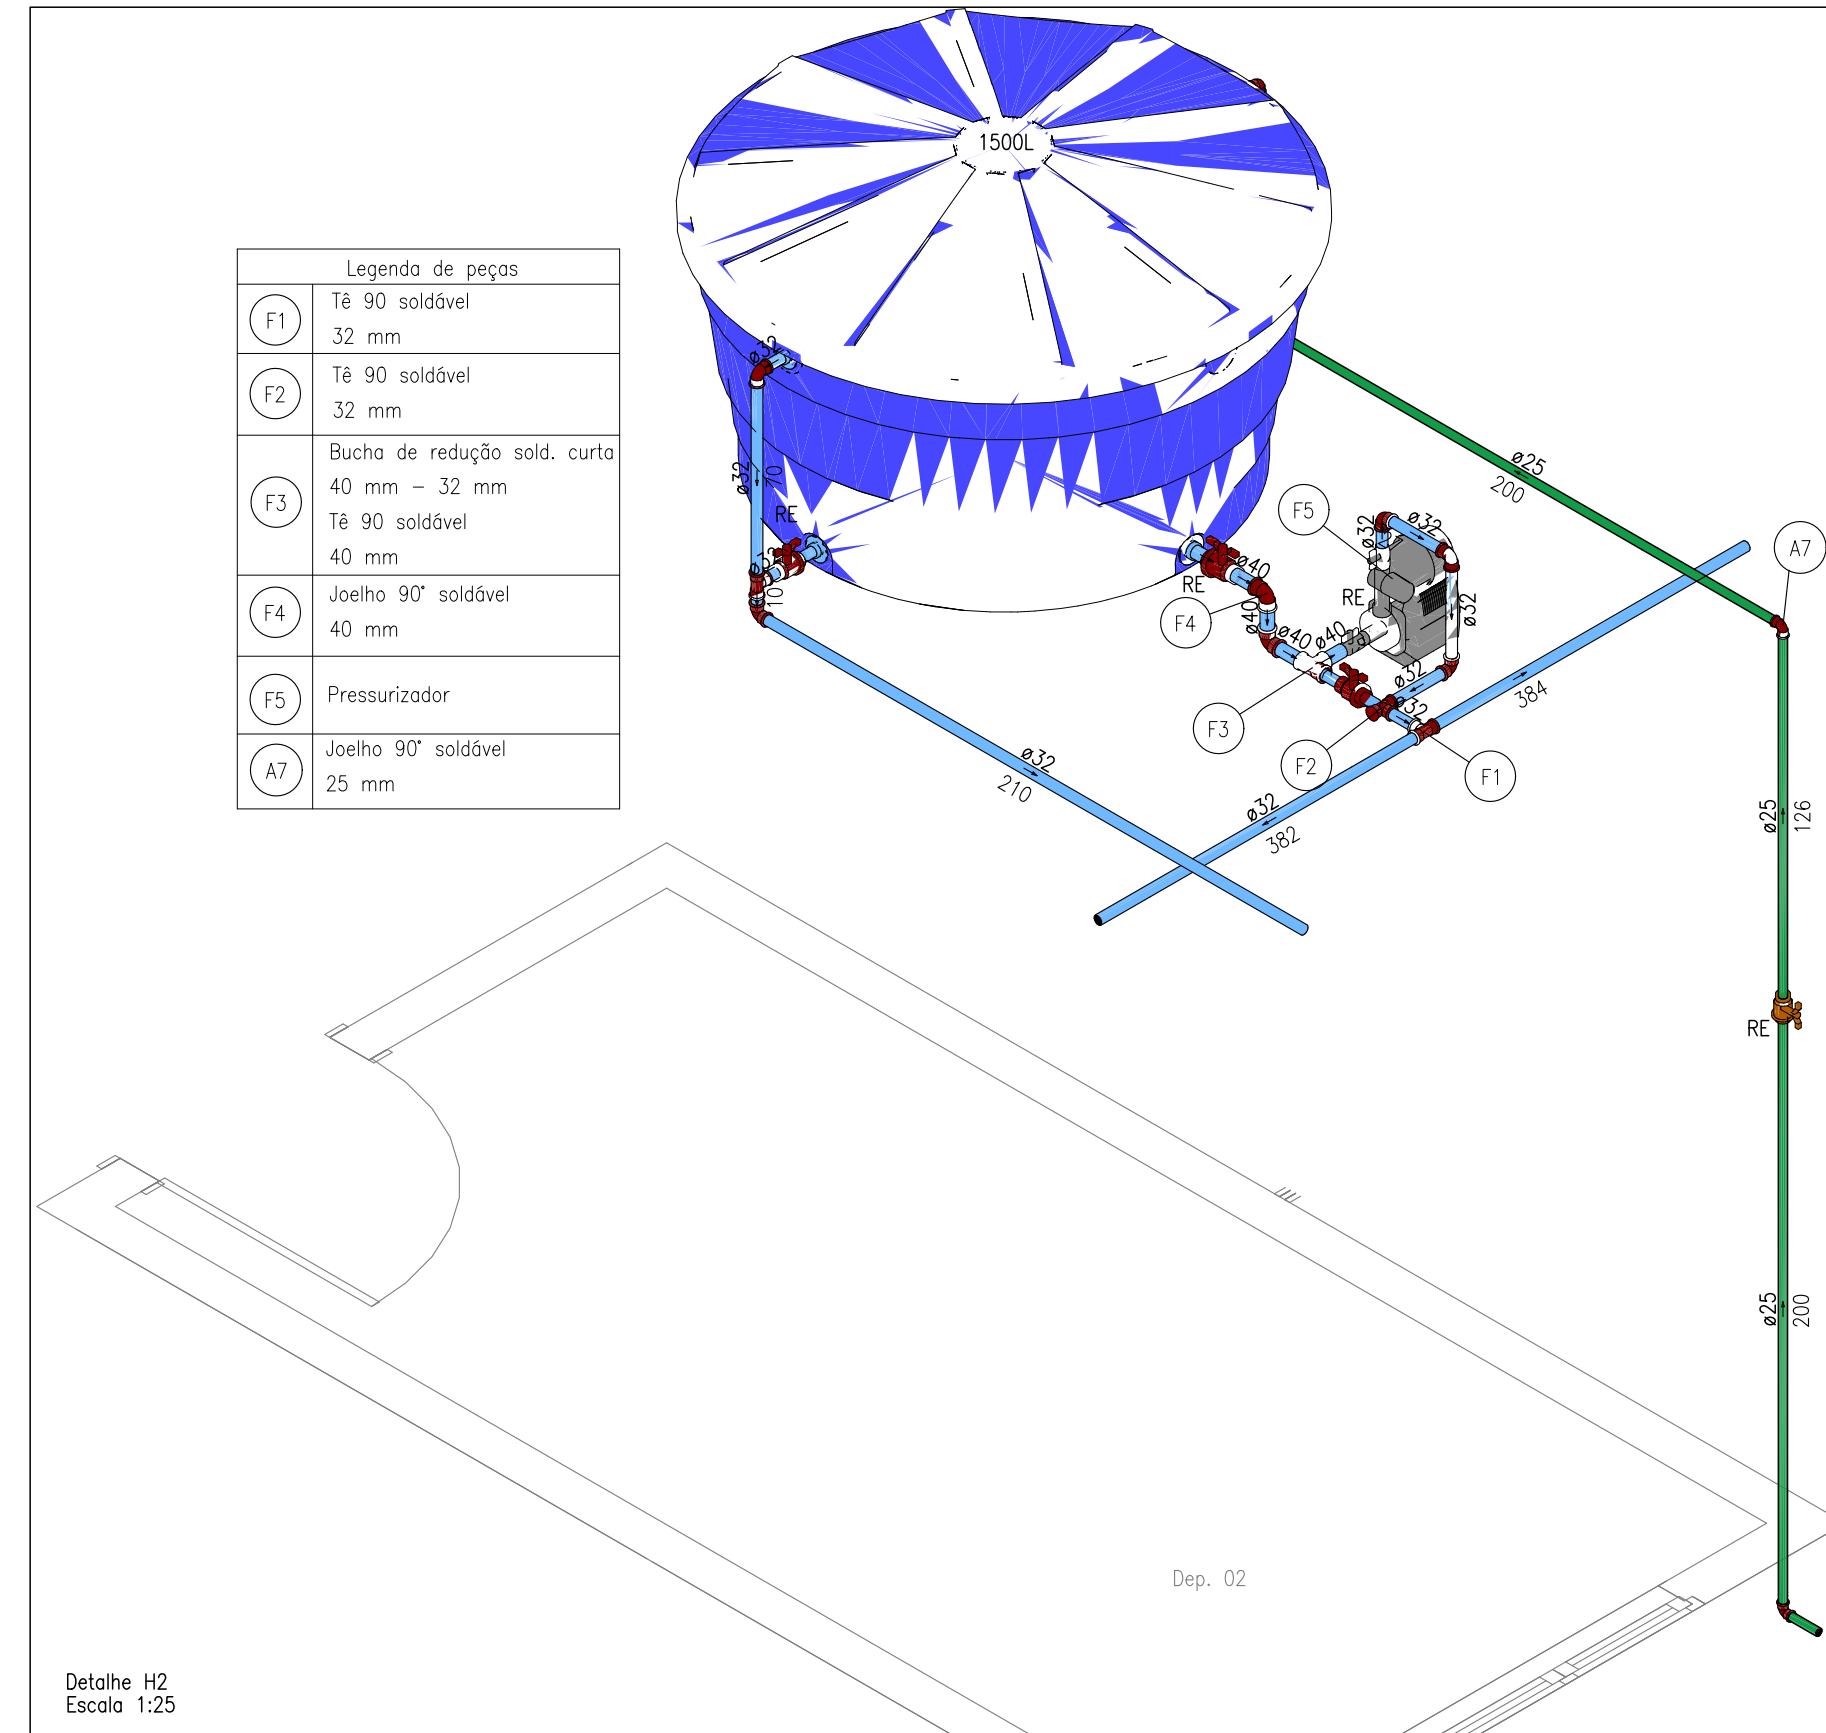 1500L
Legenda de peças
F1
Tê 90 soldável
32 mm
F2
Tê 90 soldável
32 mm
F3
Bucha de redução sold. curta
40 mm – 32 mm
Tê 90 soldável
40 mm
F4
Joelho 90° soldável
40 mm
F5
Pressurizador
A7
Joelho 90° soldável
25 mm
ø32
ø32
70
RE
10
ø32
210
RE
ø40
ø40
ø40
ø40
F4
F3
F5
RE
ø32
ø32
ø32
ø32
ø32
F2
F1
ø32
382
384
ø25
200
A7
ø25
126
RE
ø25
200
Dep. 02
Detalhe H2
Escala 1:25